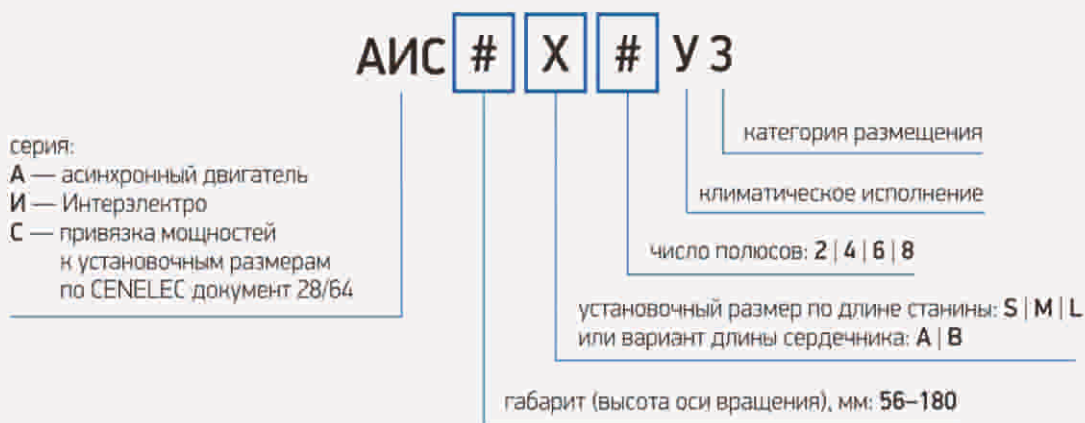 АИС # X # У 3
серия:
А — асинхронный двигатель
И — Интерэлектро
С — привязка мощностей
к установочным размерам
по CENELEC документ 28/64
категория размещения
климатическое исполнение
число полюсов: 2 | 4 | 6 | 8
установочный размер по длине станины: S | M | L
или вариант длины сердечника: A | B
габарит (высота оси вращения), мм: 56–180